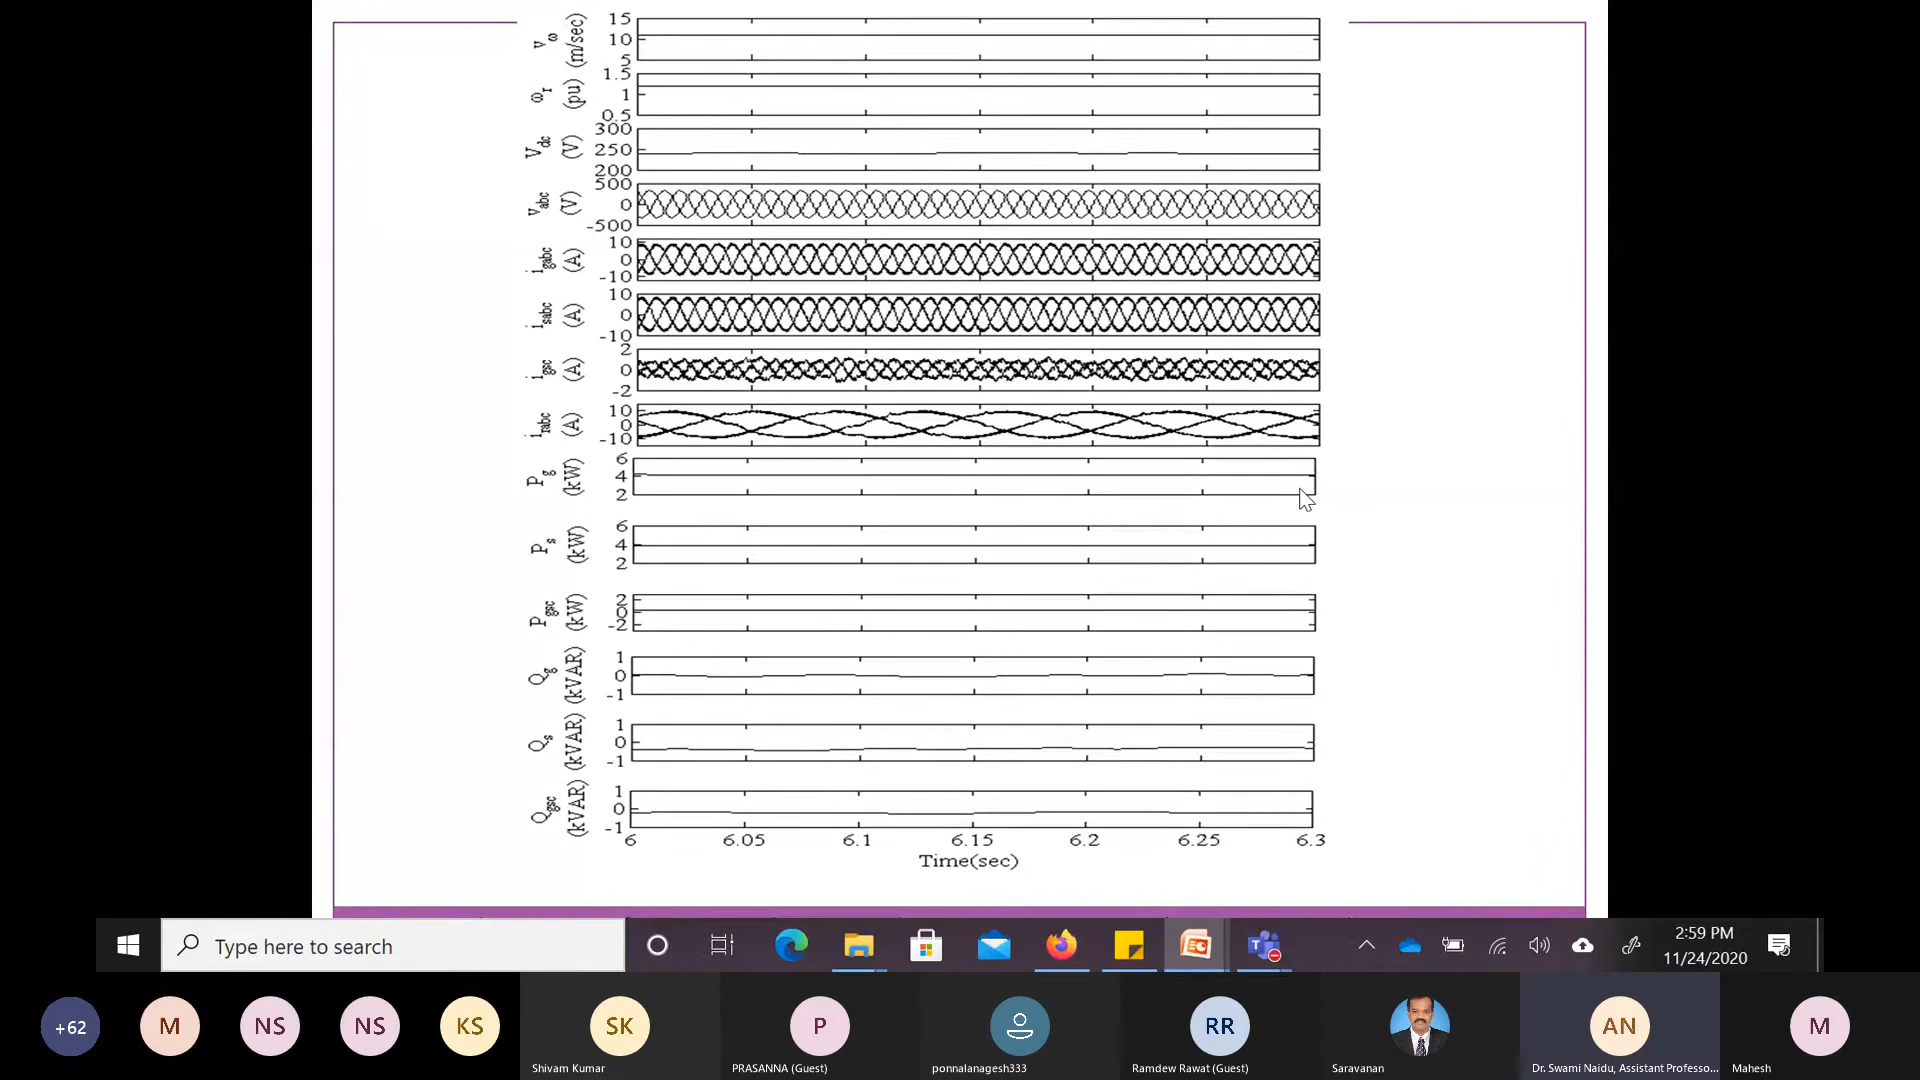 15
10
5
vω (m/sec)
1.5
1
0.5
ωr (pu)
300
250
200
Vdc (V)
500
0
-500
vabc (V)
10
0
-10
igabc (A)
10
0
-10
isabc (A)
2
0
-2
igsc (A)
10
0
-10
irabc (A)
6
4
2
Pg (kW)
6
4
2
Ps (kW)
2
0
-2
Pgsc (kW)
1
0
-1
Qg (kVAR)
1
0
-1
Qs (kVAR)
1
0
-1
Qgsc (kVAR)
6 6.05 6.1 6.15 6.2 6.25 6.3
Time(sec)
Type here to search
2:59 PM
11/24/2020
+62 M NS NS KS SK P RR AN M
Shivam Kumar PRASANNA (Guest) ponnalanagesh333 Ramdew Rawat (Guest) Saravanan Dr. Swami Naidu, Assistant Professo... Mahesh